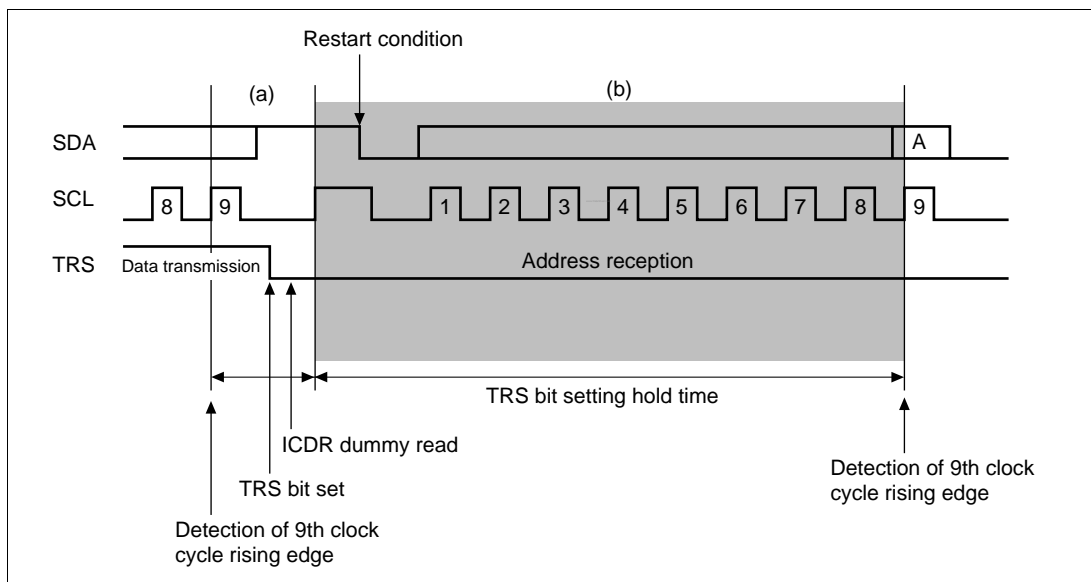 Restart condition
(a)
(b)
SDA
A
SCL
8
9
1
2
3
4
5
6
7
8
9
TRS
Data transmission
Address reception
TRS bit setting hold time
ICDR dummy read
TRS bit set
Detection of 9th clock
cycle rising edge
Detection of 9th clock
cycle rising edge